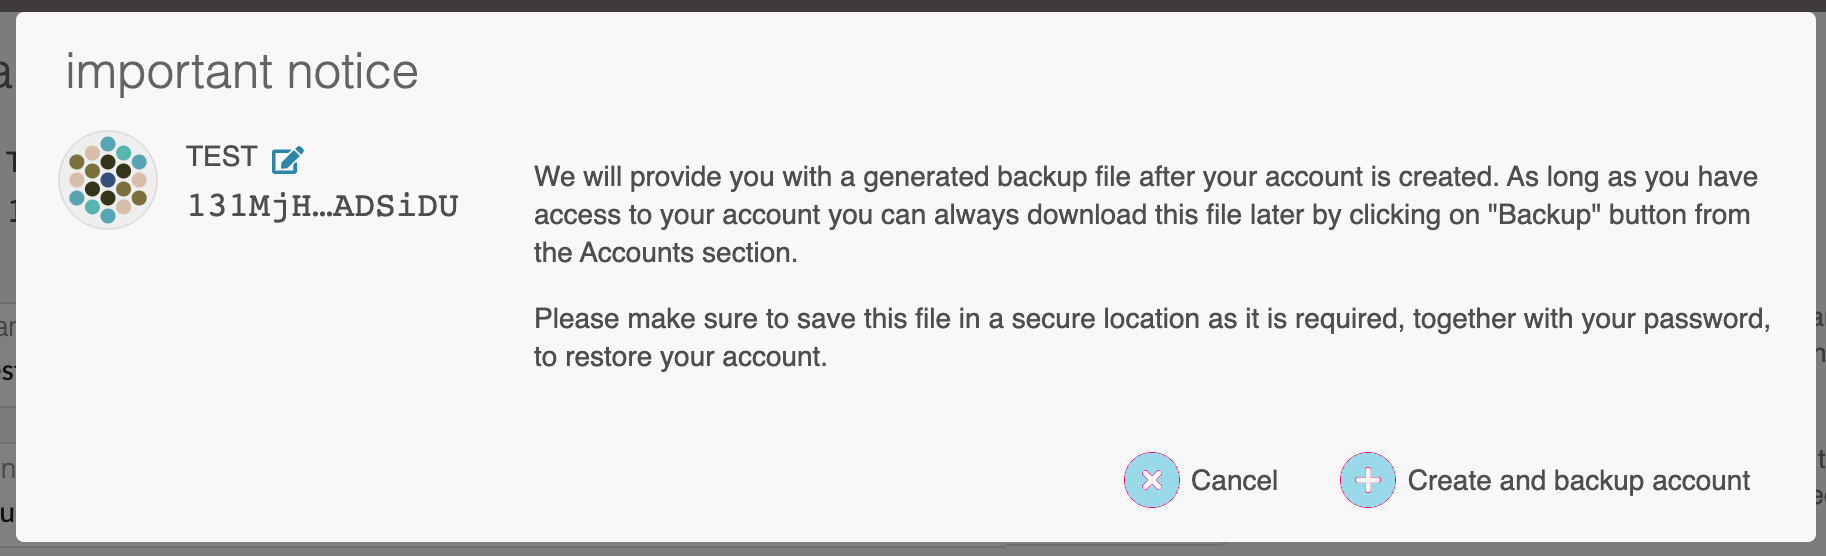 important notice
TEST
131MjH…ADSiDU
We will provide you with a generated backup file after your account is created. As long as you have
access to your account you can always download this file later by clicking on "Backup" button from
the Accounts section.
Please make sure to save this file in a secure location as it is required, together with your password,
to restore your account.
Cancel
Create and backup account